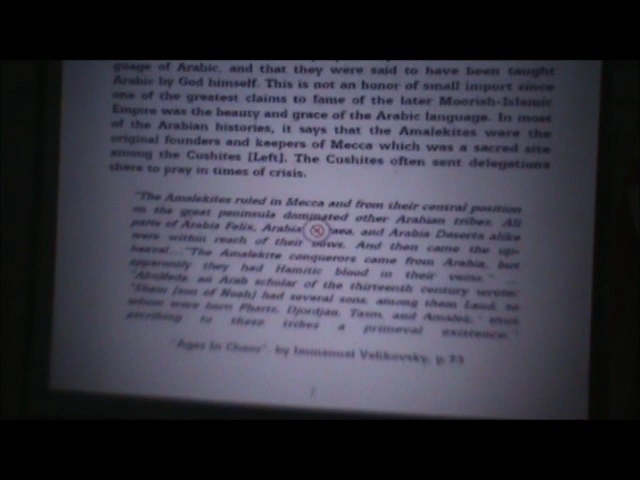 guage of Arabic, and that they were said to have been taught
Arabic by God himself. This is not an honor of small import since
one of the greatest claims to fame of the later Moorish-Islamic
Empire was the beauty and grace of the Arabic language. In most
of the Arabian histories, it says that the Amalekites were the
original founders and keepers of Mecca which was a sacred site
among the Cushites [Left]. The Cushites often sent delegations
there to pray in times of crisis.
"The Amalekites ruled in Mecca and from their central position
on the great peninsula dominated other Arabian tribes. All
parts of Arabia Felix, Arabia and Arabia Deserta alike
were within reach of their bows. And then came the up-
heaval... "The Amalekite conquerors came from Arabia, but
apparently they had Hamitic blood in their veins."
"Abulfeda, an Arab scholar of the thirteenth century wrote:
"Shem [son of Noah] had several sons, among them Laud, to
whom were born Pharis, Djordjan, Tasm, and Amalek," thus
ascribing to these tribes a primeval existence."
"Ages In Chaos" by Immanuel Velikovsky, p.73